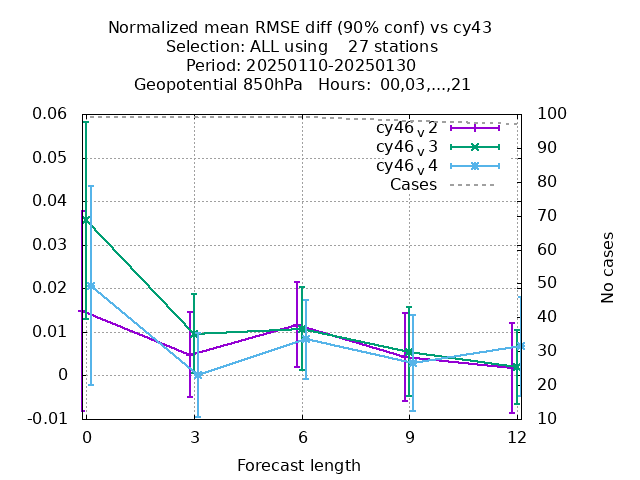 Normalized mean RMSE diff (90% conf) vs cy43
Selection: ALL using    27 stations
Period: 20250110-20250130
Geopotential 850hPa   Hours: 00,03,...,21
0.06
0.05
0.04
0.03
0.02
0.01
0
-0.01
100
90
80
70
60
50
40
30
20
10
cy46v2
cy46v3
cy46v4
Cases
No cases
0
3
6
9
12
Forecast length